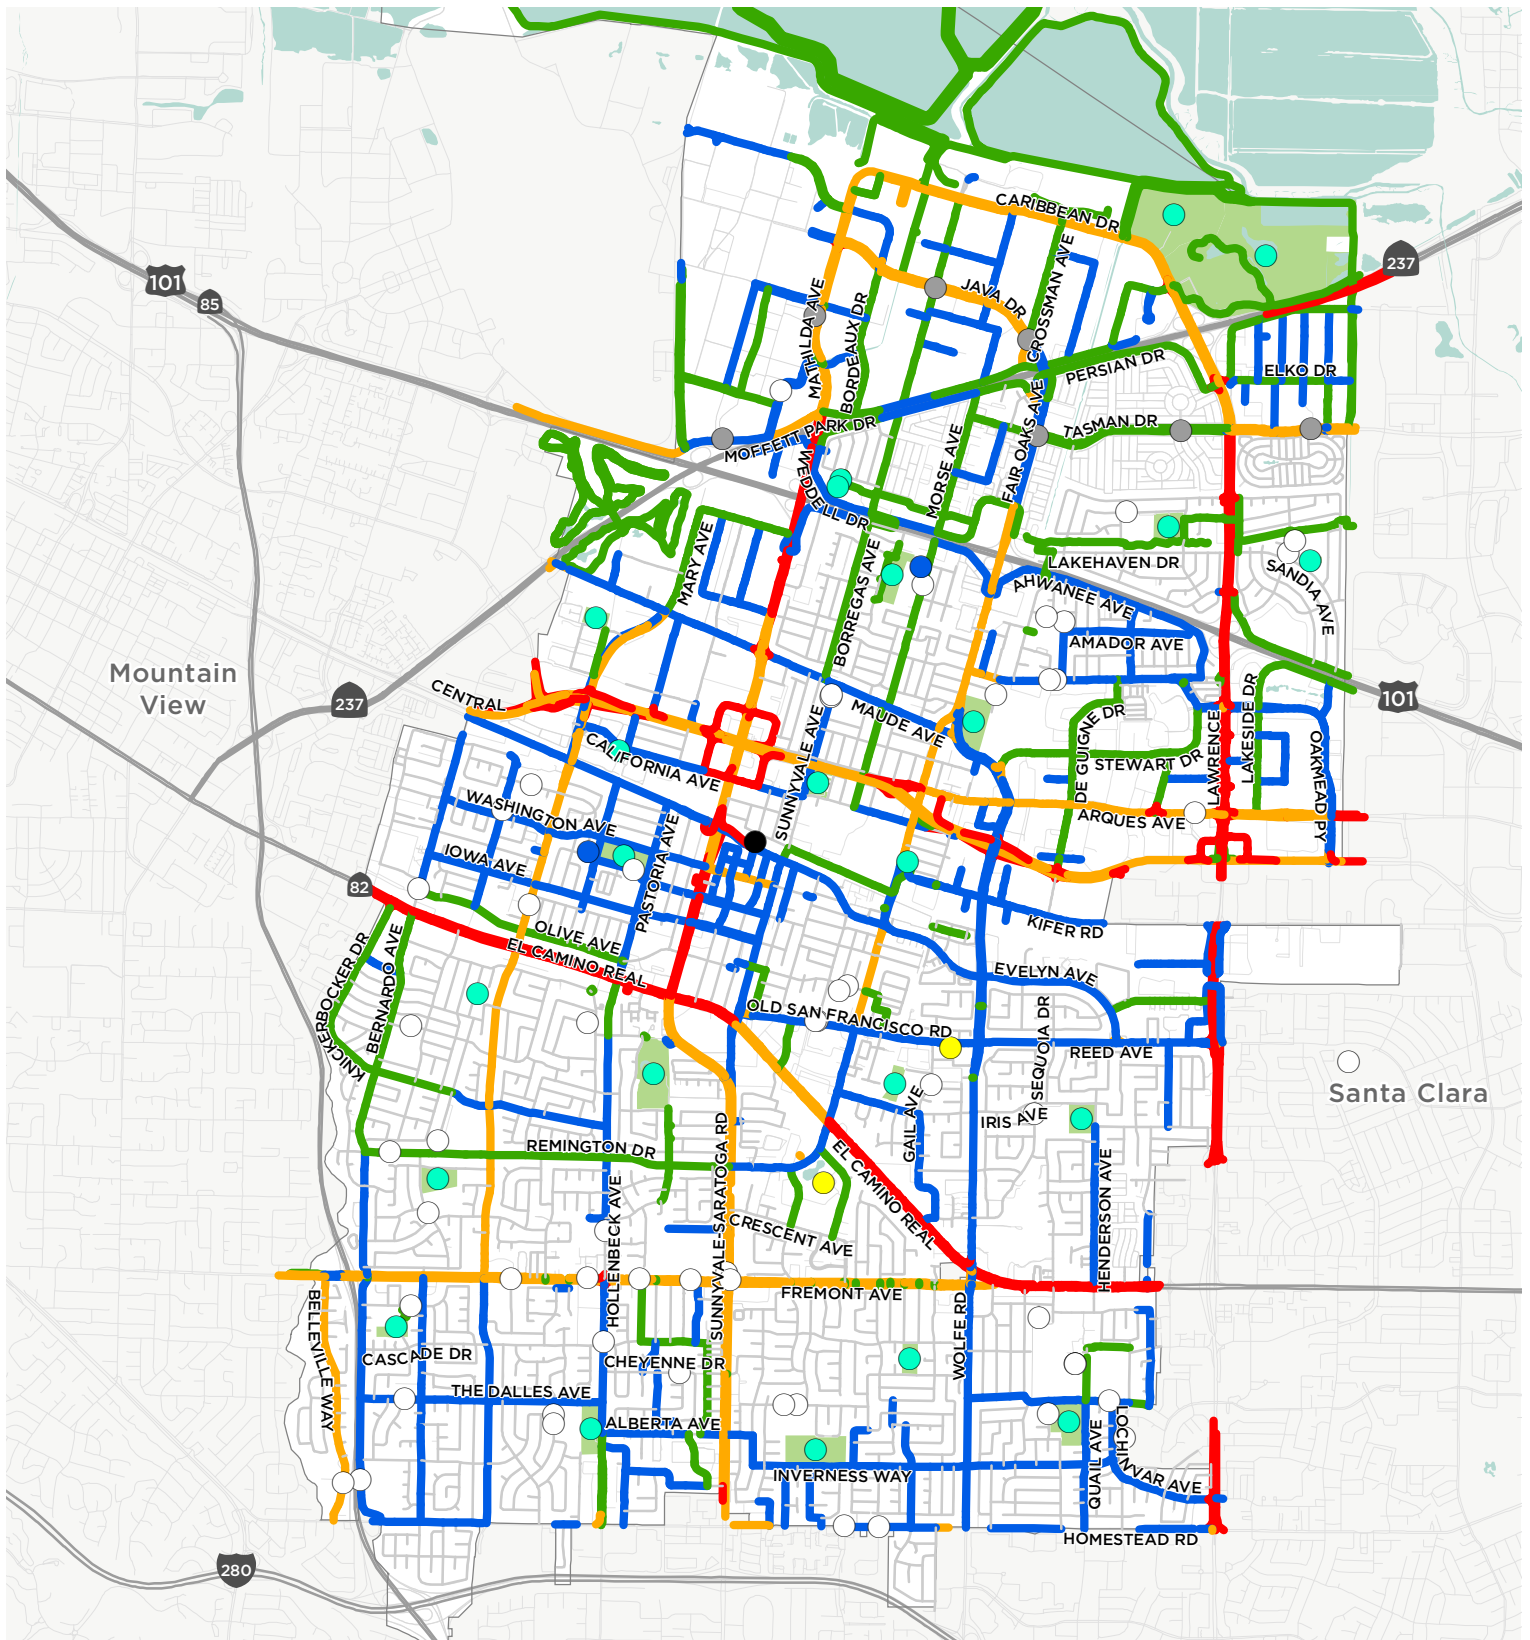 CARIBBEAN DR
237
101
85
JAVA DR
CROSSMAN AVE
MATHILDA AVE
BORDEAUX DR
PERSIAN DR
ELKO DR
MOFFETT PARK DR
TASMAN DR
FAIR OAKS AVE
MORSE AVE
WEDDELL DR
MARY AVE
BORREGAS AVE
LAKEHAVEN DR
SANDIA AVE
AHWANEE AVE
AMADOR AVE
Mountain
View
237
CENTRAL
101
MAUDE AVE
DE GUIGNE DR
LAWRENCE
LAKESIDE DR
OAKMEAD PY
CALIFORNIA AVE
SUNNYVALE AVE
STEWART DR
WASHINGTON AVE
ARQUES AVE
IOWA AVE
PASTORIA AVE
82
OLIVE AVE
KIFER RD
EL CAMINO REAL
KNICKERBOCKER DR
BERNARDO AVE
EVELYN AVE
OLD SAN FRANCISCO RD
SEQUOIA DR
REED AVE
Santa Clara
GAIL AVE
IRIS AVE
REMINGTON DR
EL CAMINO REAL
HENDERSON AVE
HOLLENBECK AVE
SUNNYVALE-SARATOGA RD
CRESCENT AVE
FREMONT AVE
BELLEVILLE WAY
WOLFE RD
CASCADE DR
CHEYENNE DR
THE DALLES AVE
ALBERTA AVE
QUAIL AVE
LOCHINVAR AVE
INVERNESS WAY
HOMESTEAD RD
280